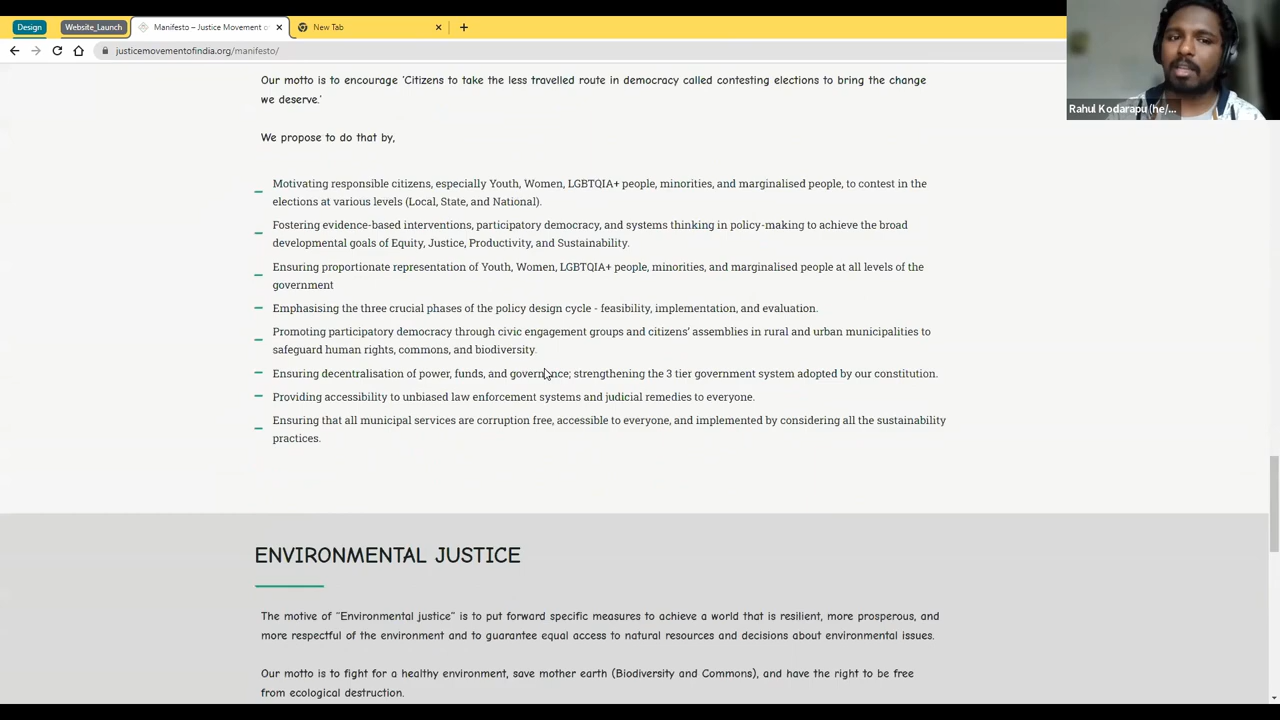 Design
Website_Launch
Manifesto – Justice Movement o
New Tab
justicemovementofindia.org/manifesto/
Rahul Kodarapu (he/...
Our motto is to encourage 'Citizens to take the less travelled route in democracy called contesting elections to bring the change
we deserve.'
We propose to do that by,
Motivating responsible citizens, especially Youth, Women, LGBTQIA+ people, minorities, and marginalised people, to contest in the
elections at various levels (Local, State, and National).
Fostering evidence-based interventions, participatory democracy, and systems thinking in policy-making to achieve the broad
developmental goals of Equity, Justice, Productivity, and Sustainability.
Ensuring proportionate representation of Youth, Women, LGBTQIA+ people, minorities, and marginalised people at all levels of the
government
Emphasising the three crucial phases of the policy design cycle - feasibility, implementation, and evaluation.
Promoting participatory democracy through civic engagement groups and citizens' assemblies in rural and urban municipalities to
safeguard human rights, commons, and biodiversity.
Ensuring decentralisation of power, funds, and governance; strengthening the 3 tier government system adopted by our constitution.
Providing accessibility to unbiased law enforcement systems and judicial remedies to everyone.
Ensuring that all municipal services are corruption free, accessible to everyone, and implemented by considering all the sustainability
practices.
ENVIRONMENTAL JUSTICE
The motive of "Environmental justice" is to put forward specific measures to achieve a world that is resilient, more prosperous, and
more respectful of the environment and to guarantee equal access to natural resources and decisions about environmental issues.
Our motto is to fight for a healthy environment, save mother earth (Biodiversity and Commons), and have the right to be free
from ecological destruction.